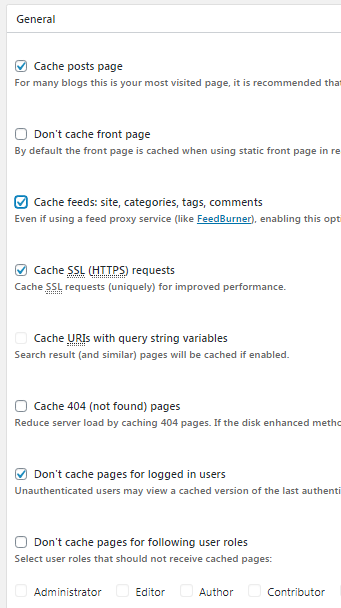 General
Cache posts page
For many blogs this is your most visited page, it is recommended that
Don't cache front page
By default the front page is cached when using static front page in re
Cache feeds: site, categories, tags, comments
Even if using a feed proxy service (like FeedBurner), enabling this opt
Cache SSL (HTTPS) requests
Cache SSL requests (uniquely) for improved performance.
Cache URIs with query string variables
Search result (and similar) pages will be cached if enabled.
Cache 404 (not found) pages
Reduce server load by caching 404 pages. If the disk enhanced metho
Don't cache pages for logged in users
Unauthenticated users may view a cached version of the last authenti
Don't cache pages for following user roles
Select user roles that should not receive cached pages:
Administrator Editor Author Contributor